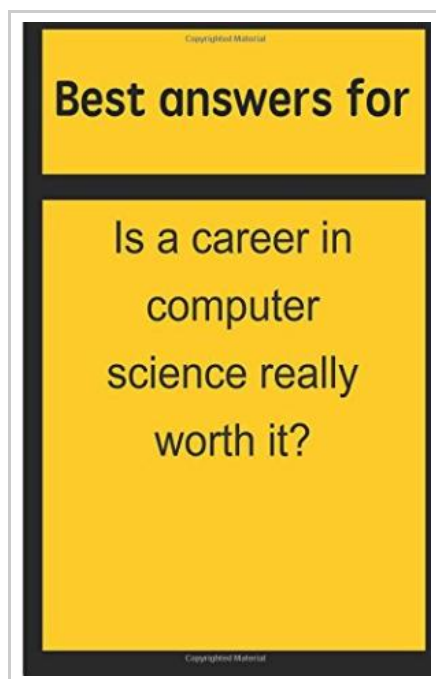 Copyrighted Material
Best answers for
Is a career in
computer
science really
worth it?
Copyrighted Material